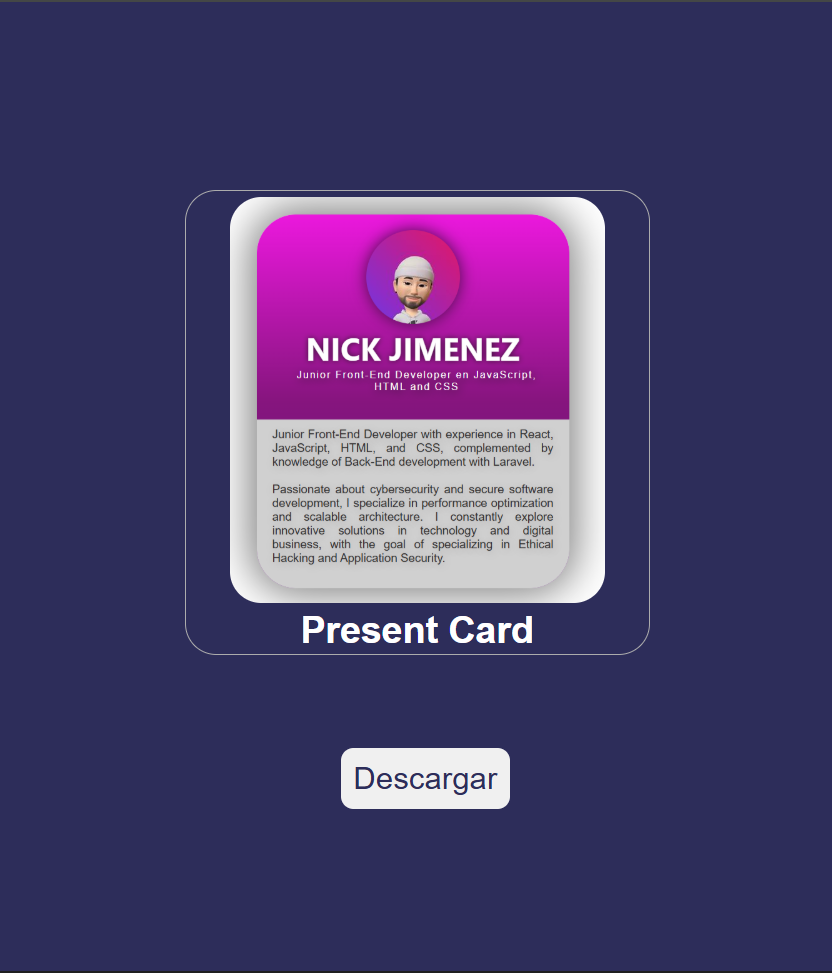 NICK JIMENEZ
Junior Front-End Developer en JavaScript,
HTML and CSS
Junior Front-End Developer with experience in React,
JavaScript, HTML, and CSS, complemented by
knowledge of Back-End development with Laravel.
Passionate about cybersecurity and secure software
development, I specialize in performance optimization
and scalable architecture. I constantly explore
innovative solutions in technology and digital
business, with the goal of specializing in Ethical
Hacking and Application Security.
Present Card
Descargar